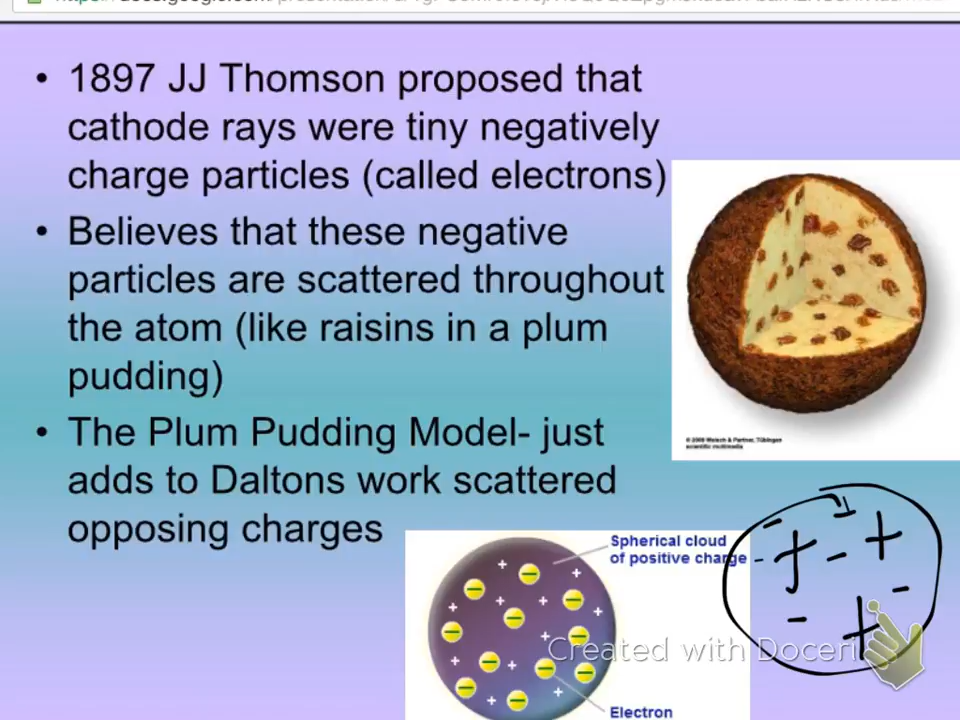 • 1897 JJ Thomson proposed that
cathode rays were tiny negatively
charge particles (called electrons)
• Believes that these negative
particles are scattered throughout
the atom (like raisins in a plum
pudding)
• The Plum Pudding Model- just
adds to Daltons work scattered
opposing charges
Spherical cloud
of positive charge
Created with Doceri
Electron